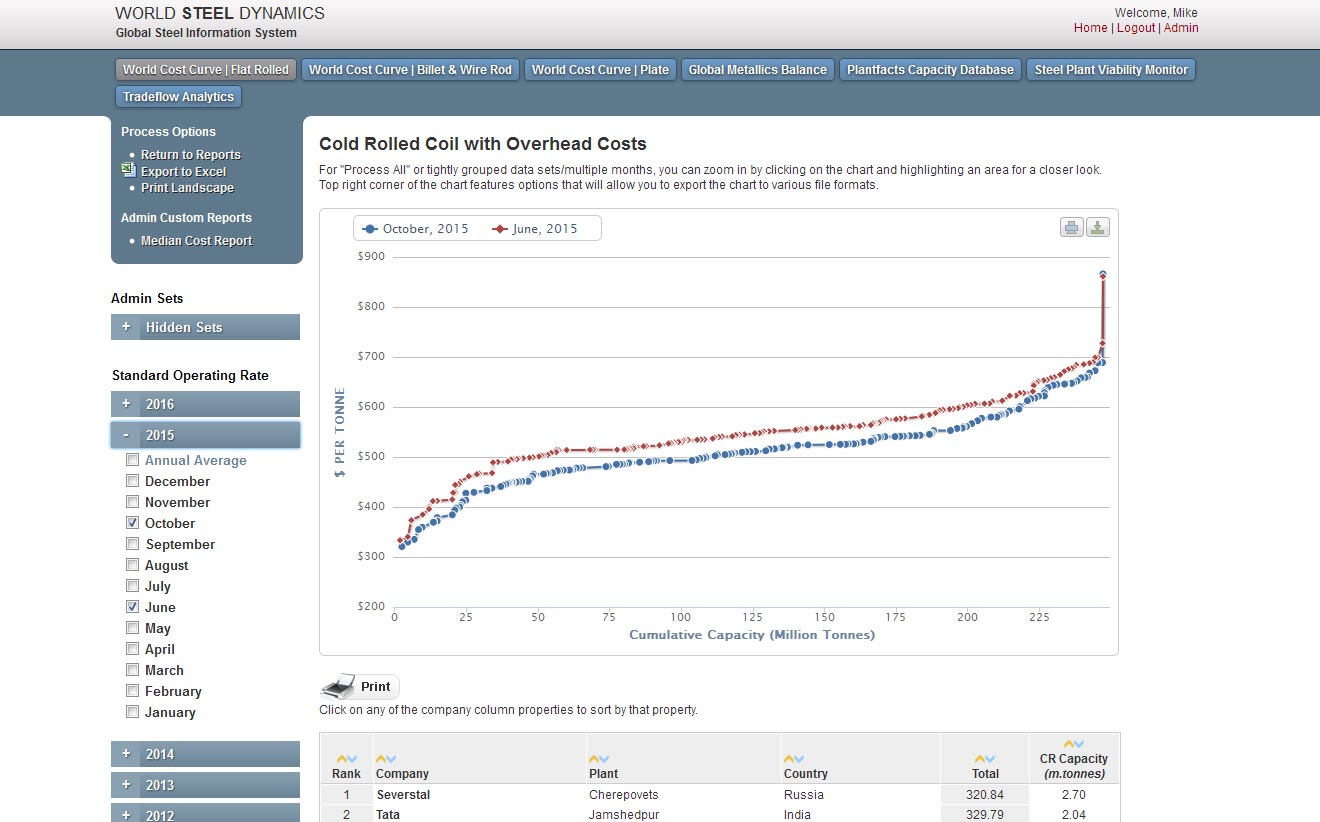 WORLD STEEL DYNAMICS
Global Steel Information System
Welcome, Mike
Home | Logout | Admin
World Cost Curve | Flat Rolled
World Cost Curve | Billet & Wire Rod
World Cost Curve | Plate
Global Metallics Balance
Plantfacts Capacity Database
Steel Plant Viability Monitor
Tradeflow Analytics
Process Options
Return to Reports
Export to Excel
Print Landscape
Admin Custom Reports
Median Cost Report
Admin Sets
+ Hidden Sets
Standard Operating Rate
+ 2016
- 2015
Annual Average
December
November
October
September
August
July
June
May
April
March
February
January
+ 2014
+ 2013
+ 2012
Cold Rolled Coil with Overhead Costs
For "Process All" or tightly grouped data sets/multiple months, you can zoom in by clicking on the chart and highlighting an area for a closer look.
Top right corner of the chart features options that will allow you to export the chart to various file formats.
October, 2015 June, 2015
$900
$800
$700
$600
$500
$400
$300
$200
$ PER TONNE
0 25 50 75 100 125 150 175 200 225
Cumulative Capacity (Million Tonnes)
Print
Click on any of the company column properties to sort by that property.
Rank Company Plant Country Total CR Capacity (m.tonnes)
1 Severstal Cherepovets Russia 320.84 2.70
2 Tata Jamshedpur India 329.79 2.04